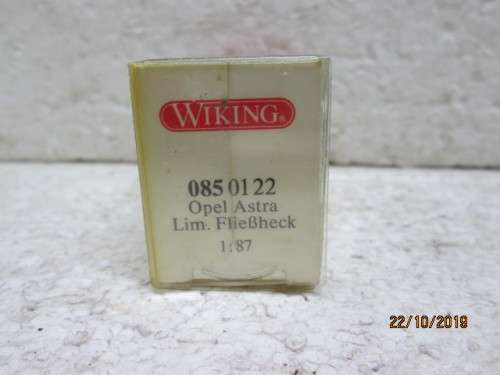 WIKING®
085 0122
Opel Astra
Lim. Fließheck
1:87
22/10/2019